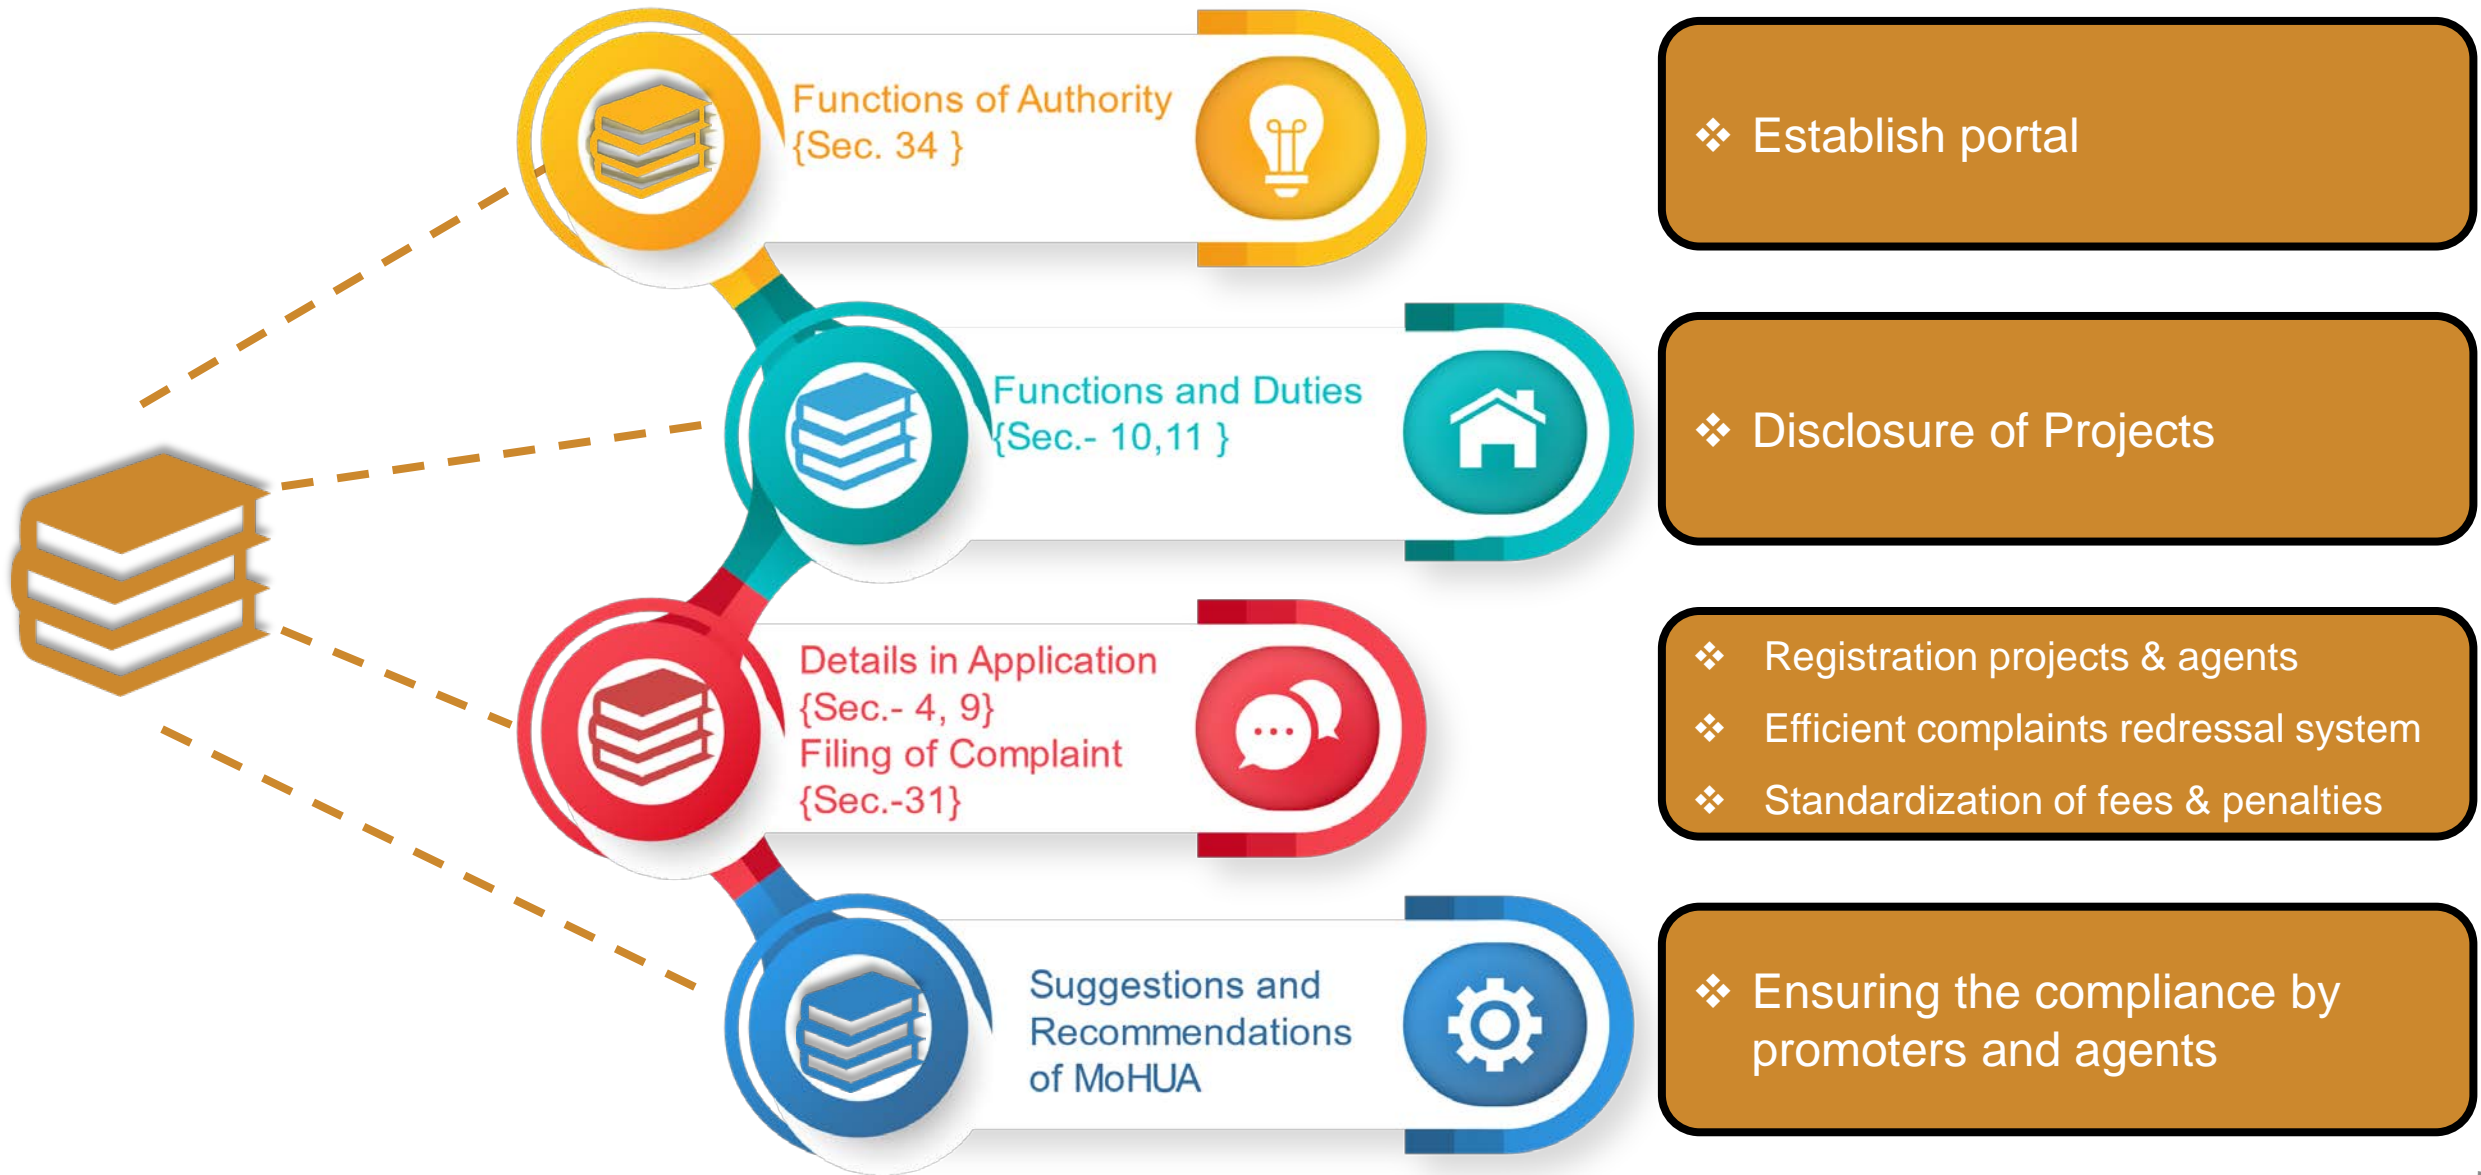 Functions of Authority
{Sec. 34 }
❖ Establish portal
Functions and Duties
{Sec.- 10,11 }
❖ Disclosure of Projects
Details in Application
{Sec.- 4, 9}
Filing of Complaint
{Sec.-31}
❖ Registration projects & agents
❖ Efficient complaints redressal system
❖ Standardization of fees & penalties
Suggestions and
Recommendations
of MoHUA
❖ Ensuring the compliance by
promoters and agents